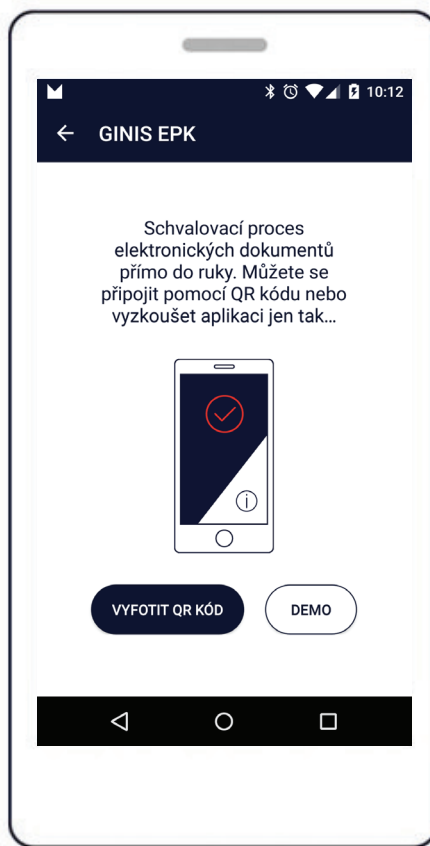 10:12
GINIS EPK
Schvalovací proces
elektronických dokumentů
přímo do ruky. Můžete se
připojit pomocí QR kódu nebo
vyzkoušet aplikaci jen tak...
i
VYFOTIT QR KÓD
DEMO